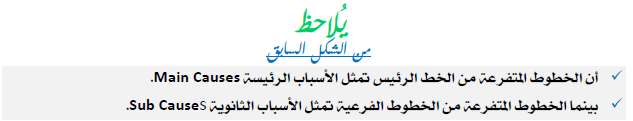 يُلاحظ
من الشكل السابق
✓ أن الخطوط المتفرعة من الخط الرئيس تمثل الأسباب الرئيسة Main Causes.
✓ بينما الخطوط المتفرعة من الخطوط الفرعية تمثل الأسباب الثانوية Sub Causes.